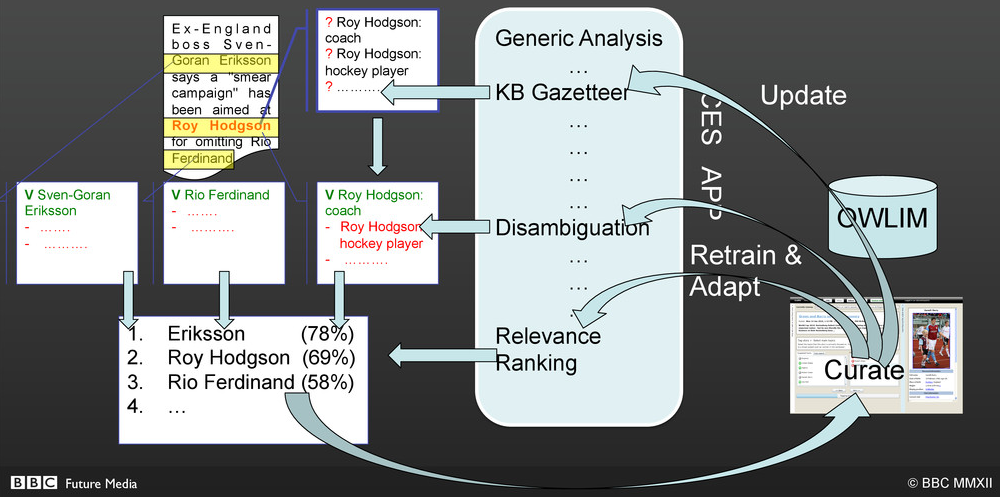 Ex-England
boss Sven-
Goran Eriksson
says a "smear
campaign" has
been aimed at
Roy Hodgson
for omitting Rio
Ferdinand
? Roy Hodgson:
coach
? Roy Hodgson:
hockey player
? ..........
Generic Analysis
...
KB Gazetteer
...
...
...
Disambiguation
...
...
Relevance
Ranking
CES APP
Update
OWLIM
Retrain &
Adapt
Curate
V Sven-Goran
Eriksson
- .......
- ..........
V Rio Ferdinand
- .......
- ..........
V Roy Hodgson:
coach
- Roy Hodgson
hockey player
- ..........
1. Eriksson (78%)
2. Roy Hodgson (69%)
3. Rio Ferdinand (58%)
4. ...
BBC Future Media
© BBC MMXII